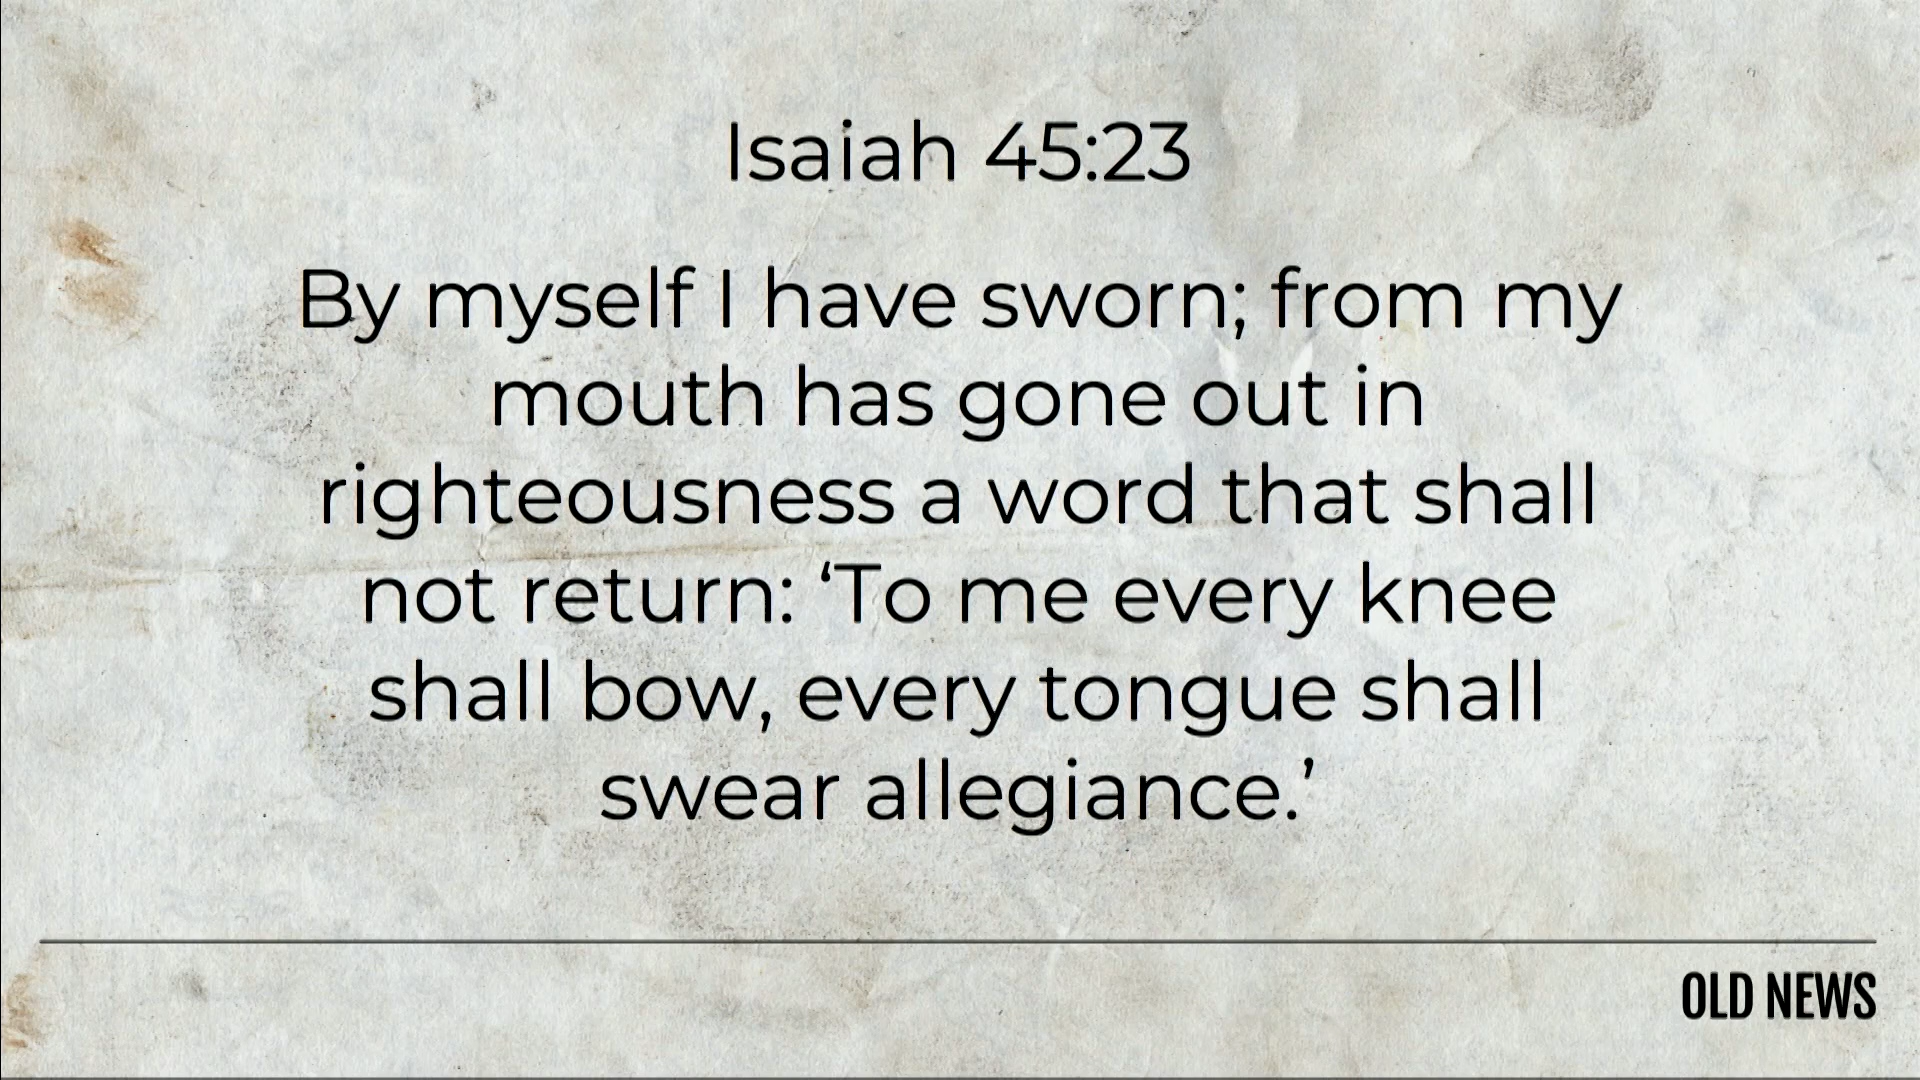 Isaiah 45:23
By myself I have sworn; from my
mouth has gone out in
righteousness a word that shall
not return: ‘To me every knee
shall bow, every tongue shall
swear allegiance.’
OLD NEWS